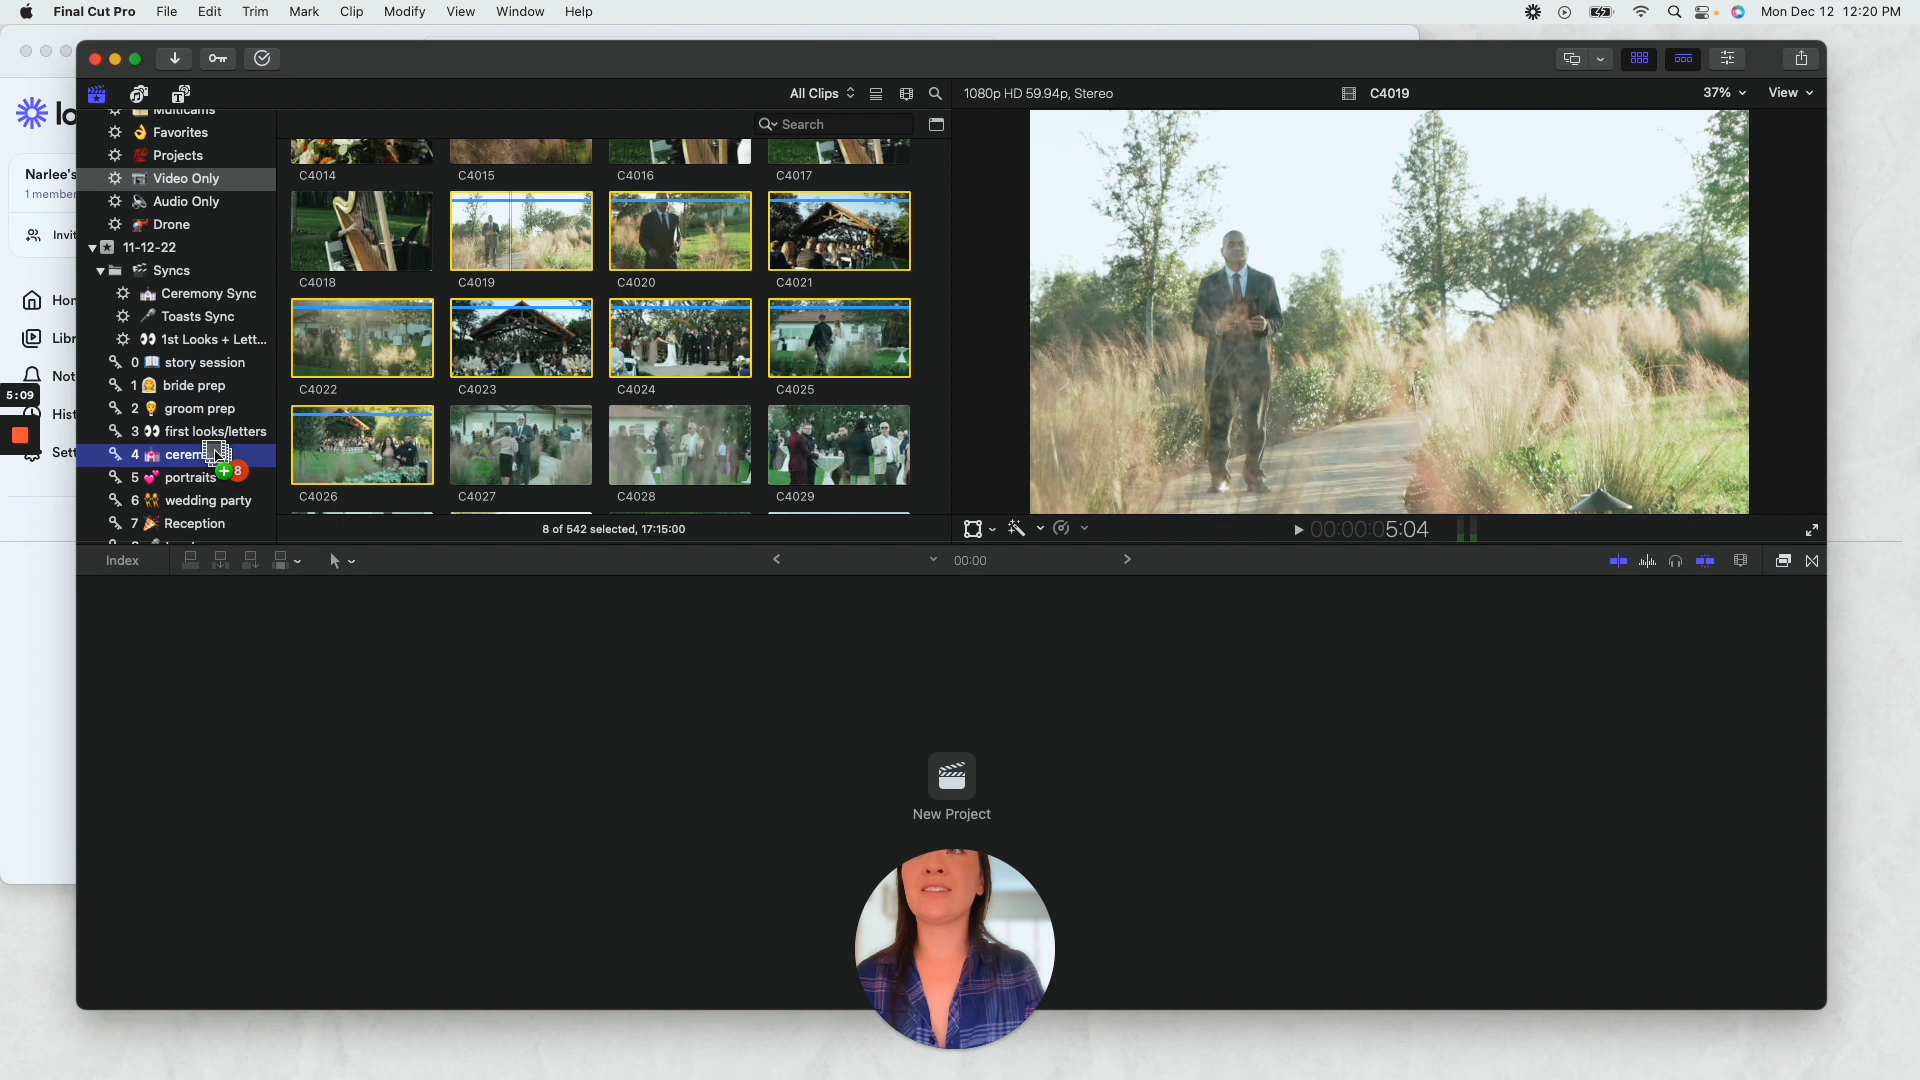 Final Cut Pro File Edit Trim Mark Clip Modify View Window Help Mon Dec 12 12:20 PM
All Clips
1080p HD 59.94p, Stereo
C4019
37%
View
Search
lo
Narlee's
1 member
Invit
Hon
Libr
Not
Hist
Sett
5:09
Multicams
Favorites
Projects
Video Only
Audio Only
Drone
11-12-22
Syncs
Ceremony Sync
Toasts Sync
1st Looks + Lett...
0 story session
1 bride prep
2 groom prep
3 first looks/letters
4 cerem
5 portraits
6 wedding party
7 Reception
8
C4014 C4015 C4016 C4017
C4018 C4019 C4020 C4021
C4022 C4023 C4024 C4025
C4026 C4027 C4028 C4029
8 of 542 selected, 17:15:00
00:00:05:04
Index
00:00
New Project